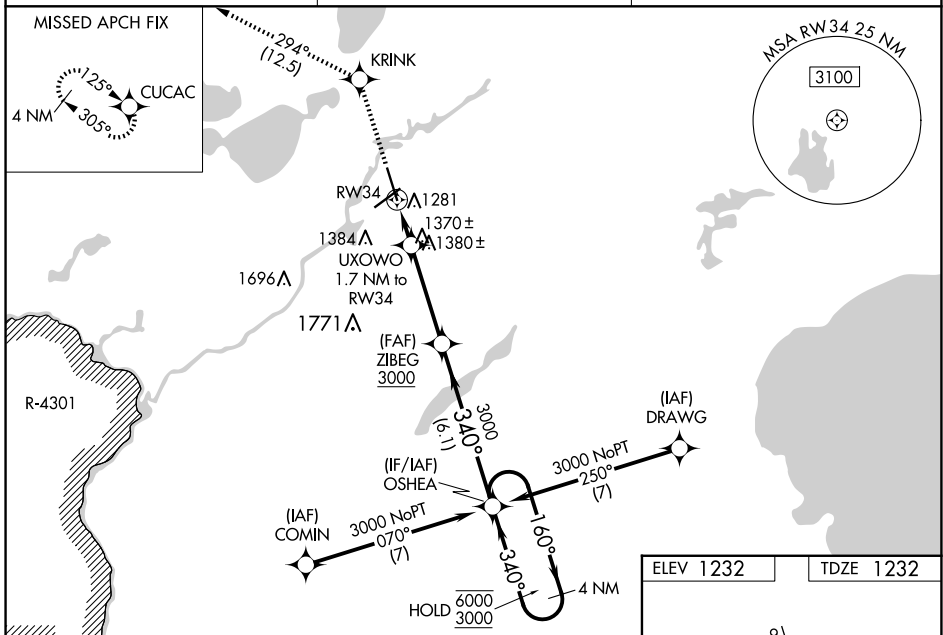 MISSED APCH FIX
125°
CUCAC
4 NM
305°
294°
(12.5)
KRINK
MSA RW34 25 NM
3100
RW34
1281
1370 ±
1384
1380 ±
UXOWO
1.7 NM to
RW34
1696
1771
(FAF)
ZIBEG
3000
R-4301
3000
340°
(6.1)
(IAF)
DRAWG
3000 NoPT
250°
(7)
(IF/IAF)
OSHEA
(IAF)
COMIN
3000 NoPT
070°
(7)
160°
340°
4 NM
HOLD
6000
3000
ELEV 1232
TDZE 1232